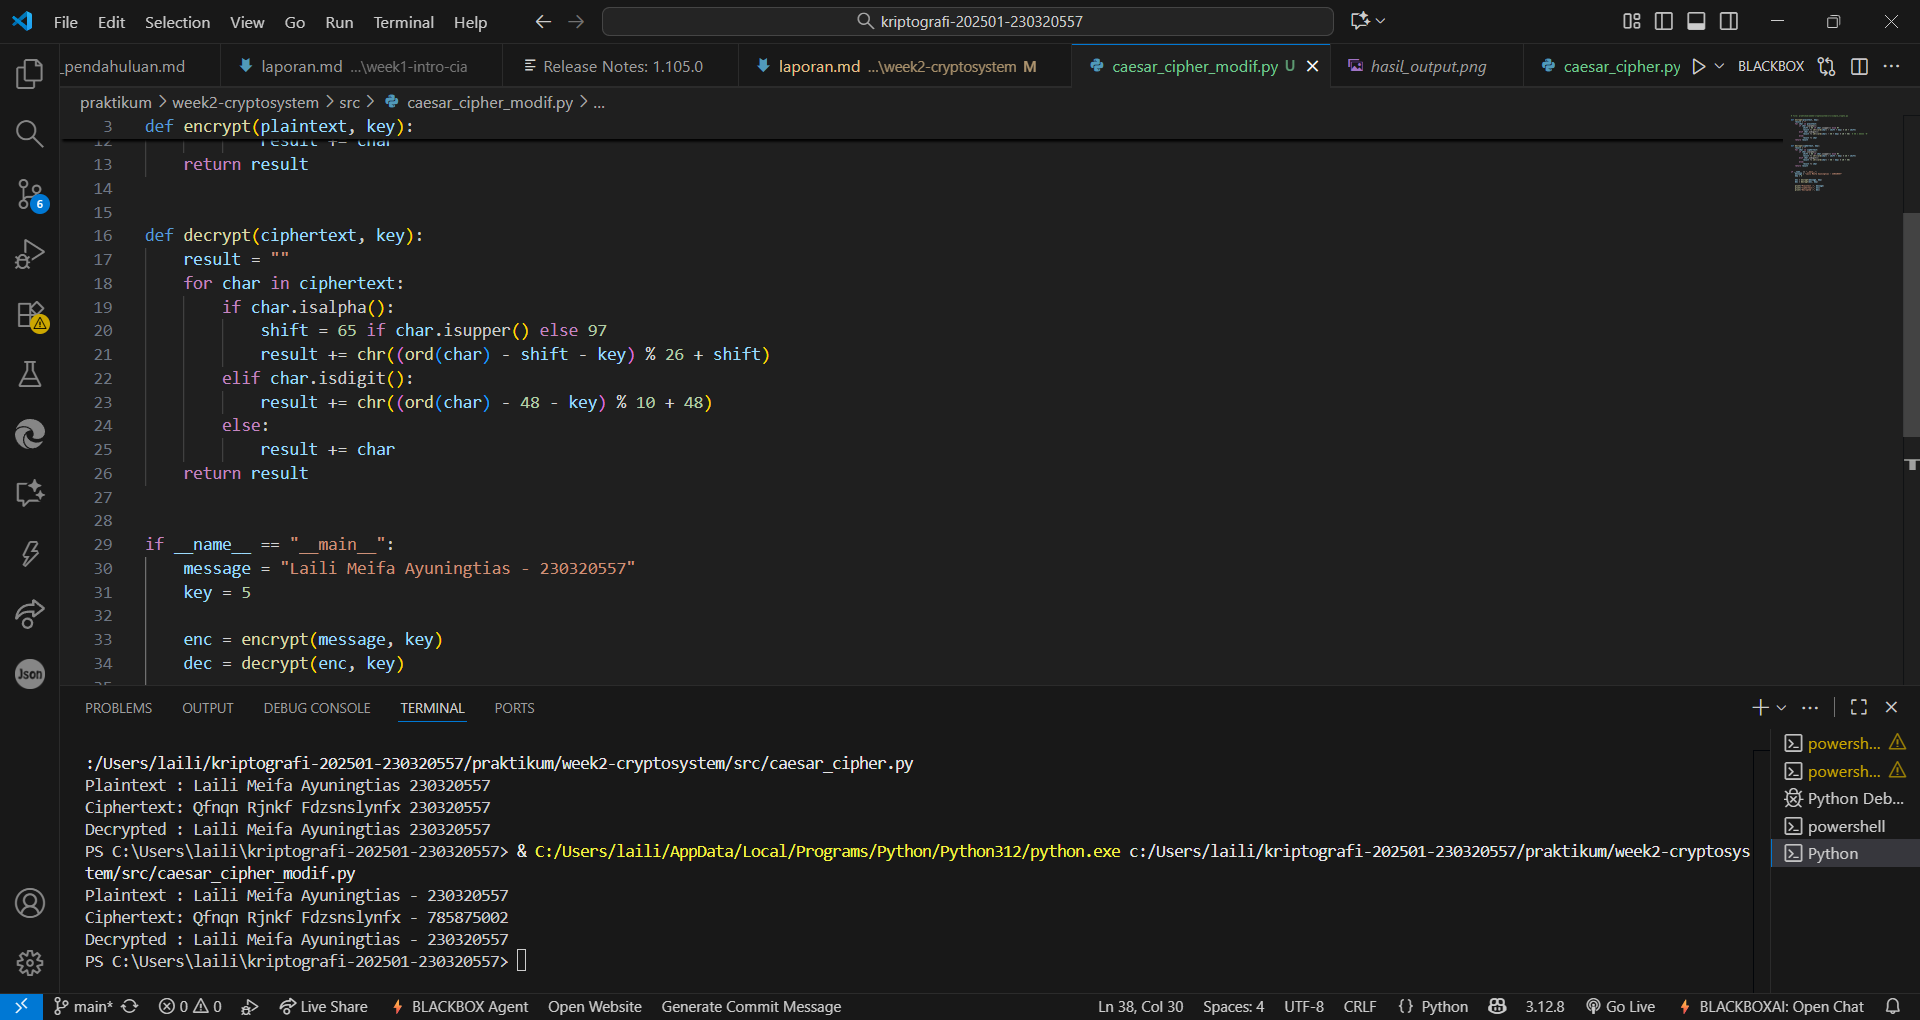 File Edit Selection View Go Run Terminal Help
kriptografi-202501-230320557
_pendahuluan.md
laporan.md ...\week1-intro-cia
Release Notes: 1.105.0
laporan.md ...\week2-cryptosystem M
caesar_cipher_modif.py U
hasil_output.png
caesar_cipher.py
BLACKBOX
praktikum > week2-cryptosystem > src > caesar_cipher_modif.py > ...
3 def encrypt(plaintext, key):
12 result += char
13 return result
14
15
16 def decrypt(ciphertext, key):
17 result = ""
18 for char in ciphertext:
19 if char.isalpha():
20 shift = 65 if char.isupper() else 97
21 result += chr((ord(char) - shift - key) % 26 + shift)
22 elif char.isdigit():
23 result += chr((ord(char) - 48 - key) % 10 + 48)
24 else:
25 result += char
26 return result
27
28
29 if __name__ == "__main__":
30 message = "Laili Meifa Ayuningtias - 230320557"
31 key = 5
32
33 enc = encrypt(message, key)
34 dec = decrypt(enc, key)
6
Json
PROBLEMS OUTPUT DEBUG CONSOLE TERMINAL PORTS
:/Users/laili/kriptografi-202501-230320557/praktikum/week2-cryptosystem/src/caesar_cipher.py
Plaintext : Laili Meifa Ayuningtias 230320557
Ciphertext: Qfnqn Rjnkf Fdzsnslynfx 230320557
Decrypted : Laili Meifa Ayuningtias 230320557
PS C:\Users\laili\kriptografi-202501-230320557> & C:/Users/laili/AppData/Local/Programs/Python/Python312/python.exe c:/Users/laili/kriptografi-202501-230320557/praktikum/week2-cryptosys
tem/src/caesar_cipher_modif.py
Plaintext : Laili Meifa Ayuningtias - 230320557
Ciphertext: Qfnqn Rjnkf Fdzsnslynfx - 785875002
Decrypted : Laili Meifa Ayuningtias - 230320557
PS C:\Users\laili\kriptografi-202501-230320557>
powersh...
powersh...
Python Deb...
powershell
Python
main* 0 0 Live Share BLACKBOX Agent Open Website Generate Commit Message Ln 38, Col 30 Spaces: 4 UTF-8 CRLF {} Python 3.12.8 Go Live BLACKBOXAI: Open Chat